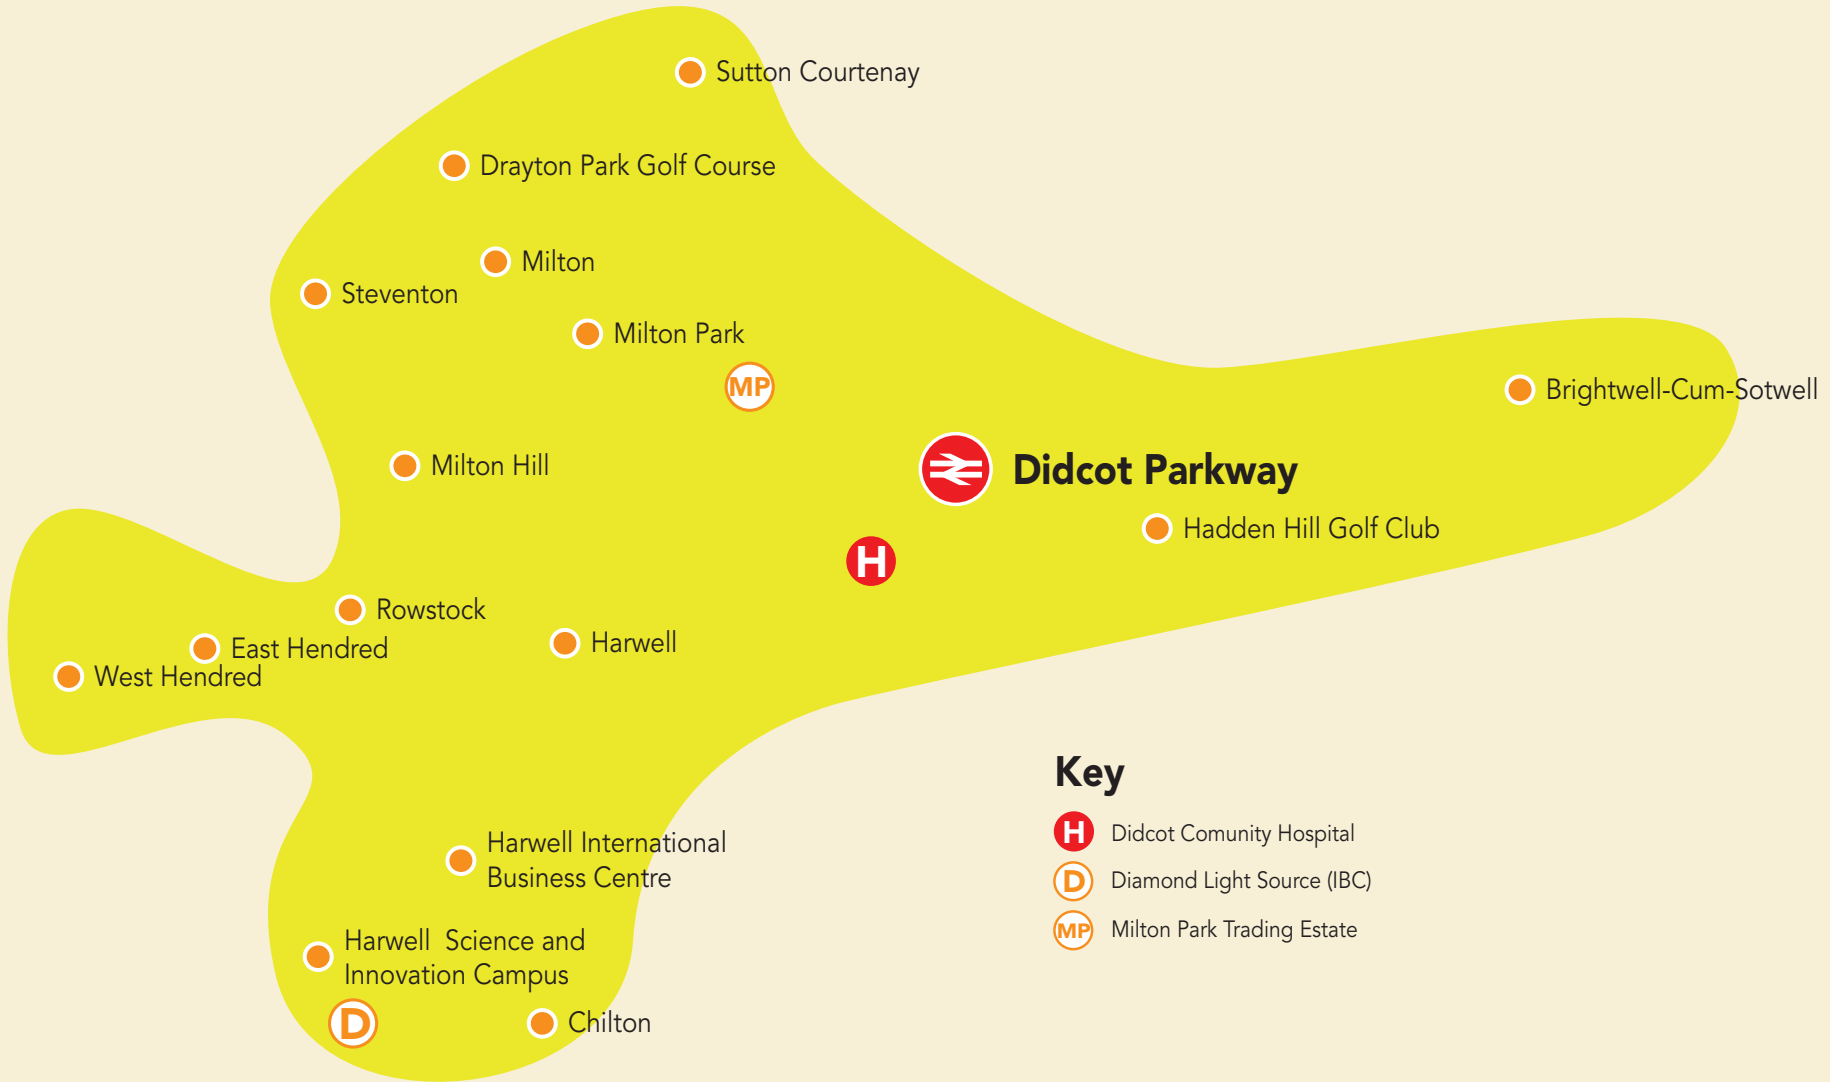 Sutton Courtenay
Drayton Park Golf Course
Milton
Steventon
Milton Park
MP
Brightwell-Cum-Sotwell
Milton Hill
Didcot Parkway
Hadden Hill Golf Club
H
Rowstock
Harwell
East Hendred
West Hendred
Harwell International
Business Centre
Harwell Science and
Innovation Campus
D
Chilton
Key
H Didcot Comunity Hospital
D Diamond Light Source (IBC)
MP Milton Park Trading Estate